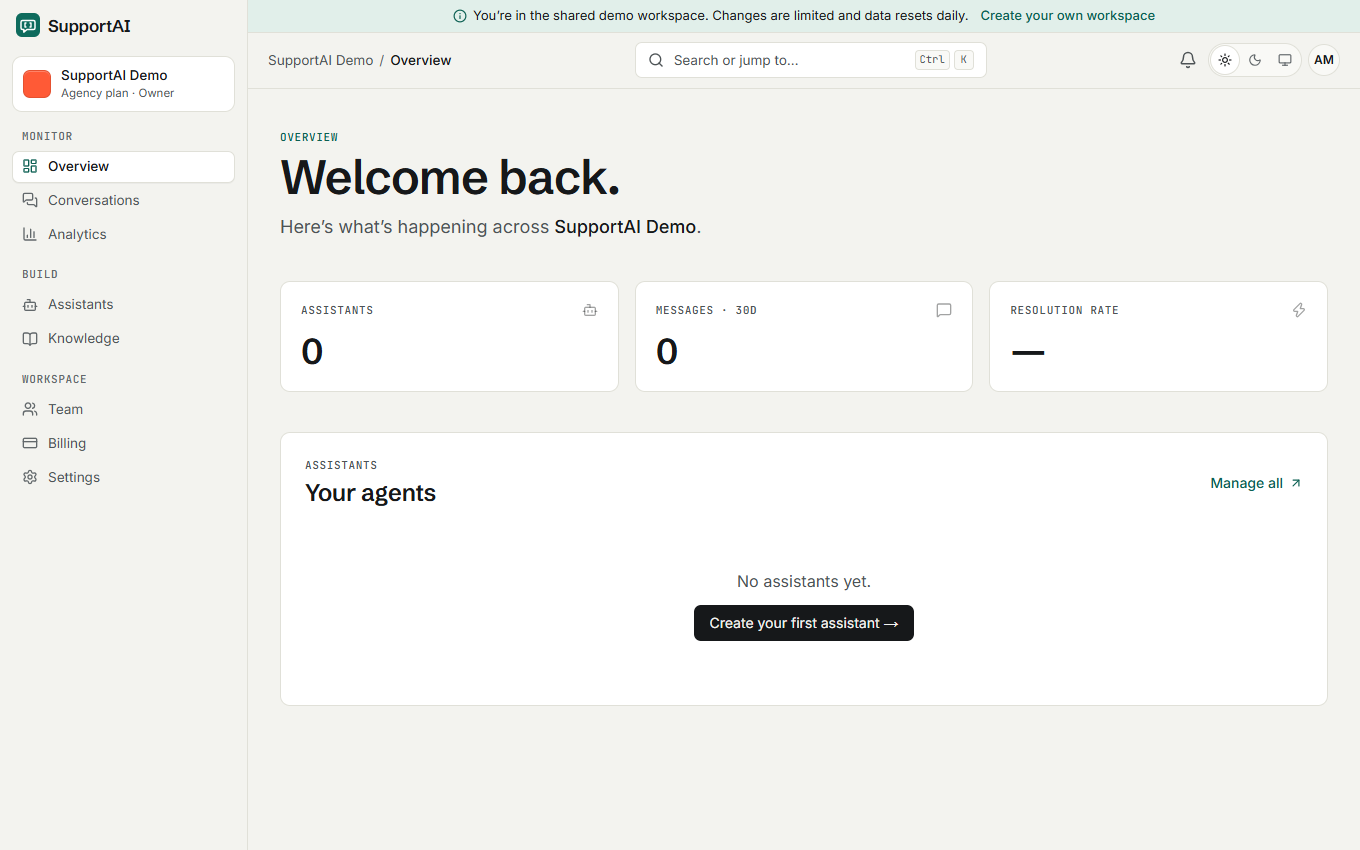 SupportAI
SupportAI Demo
Agency plan · Owner
MONITOR
Overview
Conversations
Analytics
BUILD
Assistants
Knowledge
WORKSPACE
Team
Billing
Settings
You’re in the shared demo workspace. Changes are limited and data resets daily. Create your own workspace
SupportAI Demo / Overview
Search or jump to... Ctrl K
AM
OVERVIEW
Welcome back.
Here’s what’s happening across SupportAI Demo.
ASSISTANTS
0
MESSAGES · 30D
0
RESOLUTION RATE
—
ASSISTANTS
Your agents
Manage all
No assistants yet.
Create your first assistant →